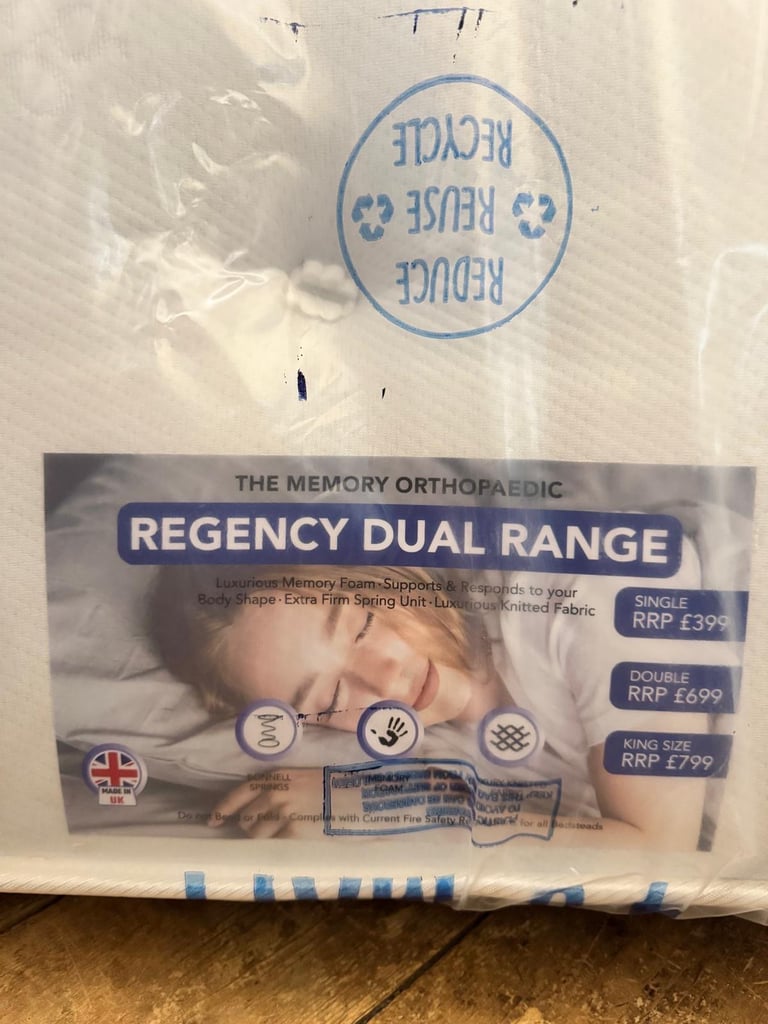 RECYCLE
REUSE
REDUCE
THE MEMORY ORTHOPAEDIC
REGENCY DUAL RANGE
Luxurious Memory Foam · Supports & Responds to your
Body Shape · Extra Firm Spring Unit · Luxurious Knitted Fabric
SINGLE
RRP £399
DOUBLE
RRP £699
KING SIZE
RRP £799
MADE IN
UK
BONNELL
SPRINGS
MEMORY
FOAM
Do not Bend or Fold - Complies with Current Fire Safety for all Bedsteads